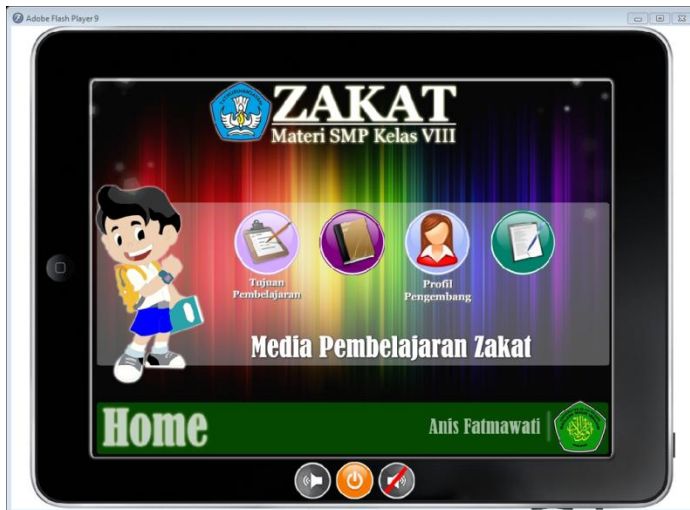 Adobe Flash Player 9
ZAKAT
Materi SMP Kelas VIII
Tujuan
Pembelajaran
Profil
Pengembang
Media Pembelajaran Zakat
Home
Anis Fatmawati